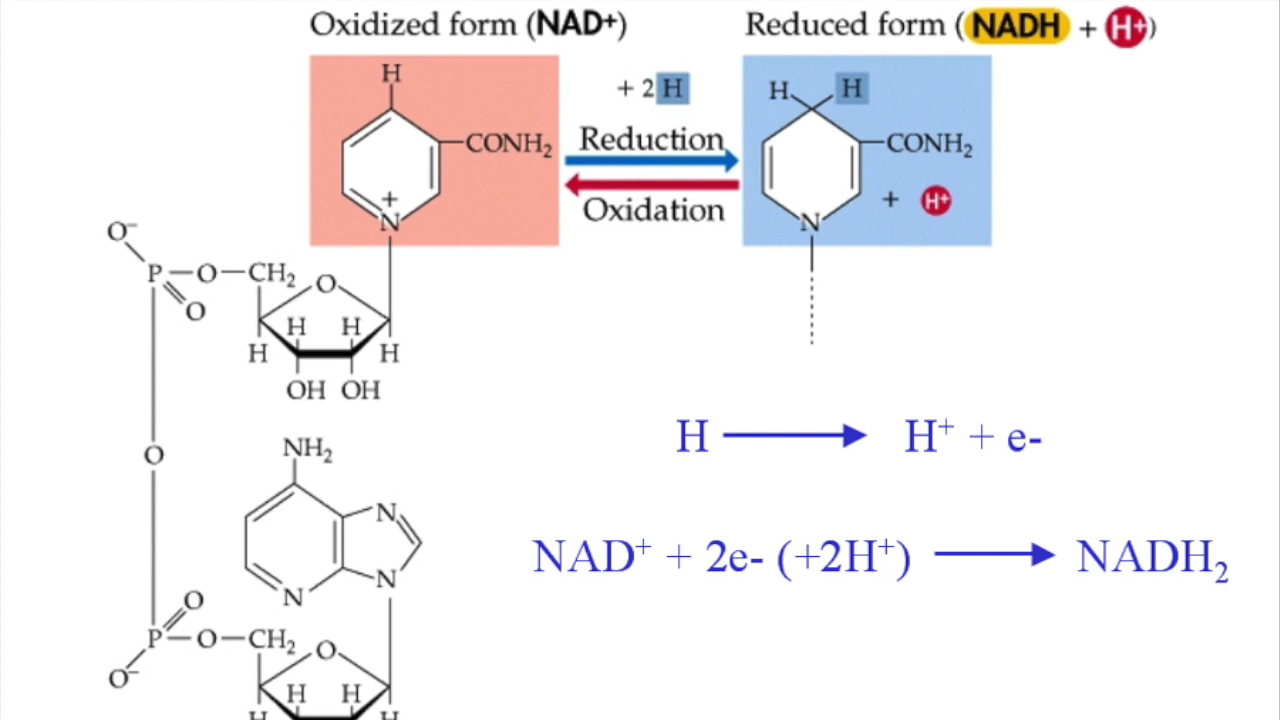 Oxidized form (NAD+)
Reduced form (NADH + H+)
H
+ 2 H
H H
CONH₂
Reduction
CONH₂
+
N
Oxidation
+ H+
N
O⁻
P O CH₂ O
O
H H
H H
OH OH
H → H⁺ + e-
O
NH₂
N
NAD⁺ + 2e- (+2H⁺) → NADH₂
N
N
O
P O CH₂ O
O⁻
H H
H H